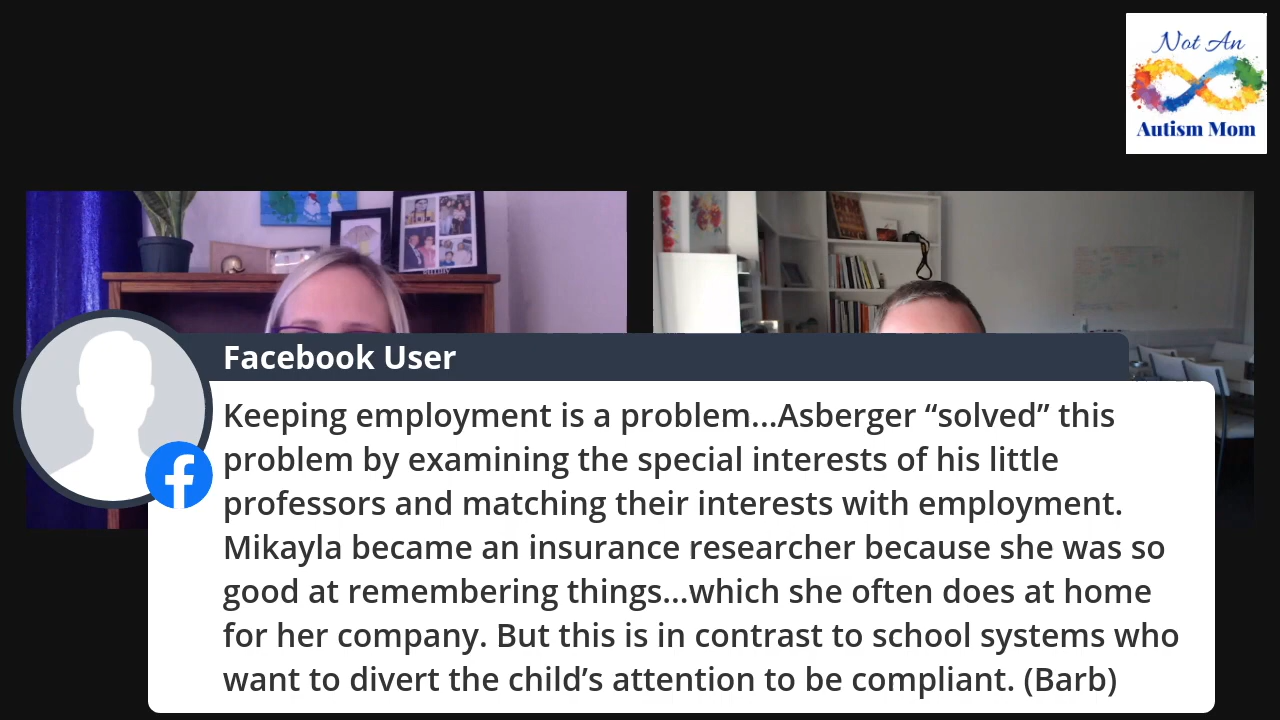 Not An
Autism Mom
Facebook User
Keeping employment is a problem...Asberger “solved” this
problem by examining the special interests of his little
professors and matching their interests with employment.
Mikayla became an insurance researcher because she was so
good at remembering things...which she often does at home
for her company. But this is in contrast to school systems who
want to divert the child’s attention to be compliant. (Barb)